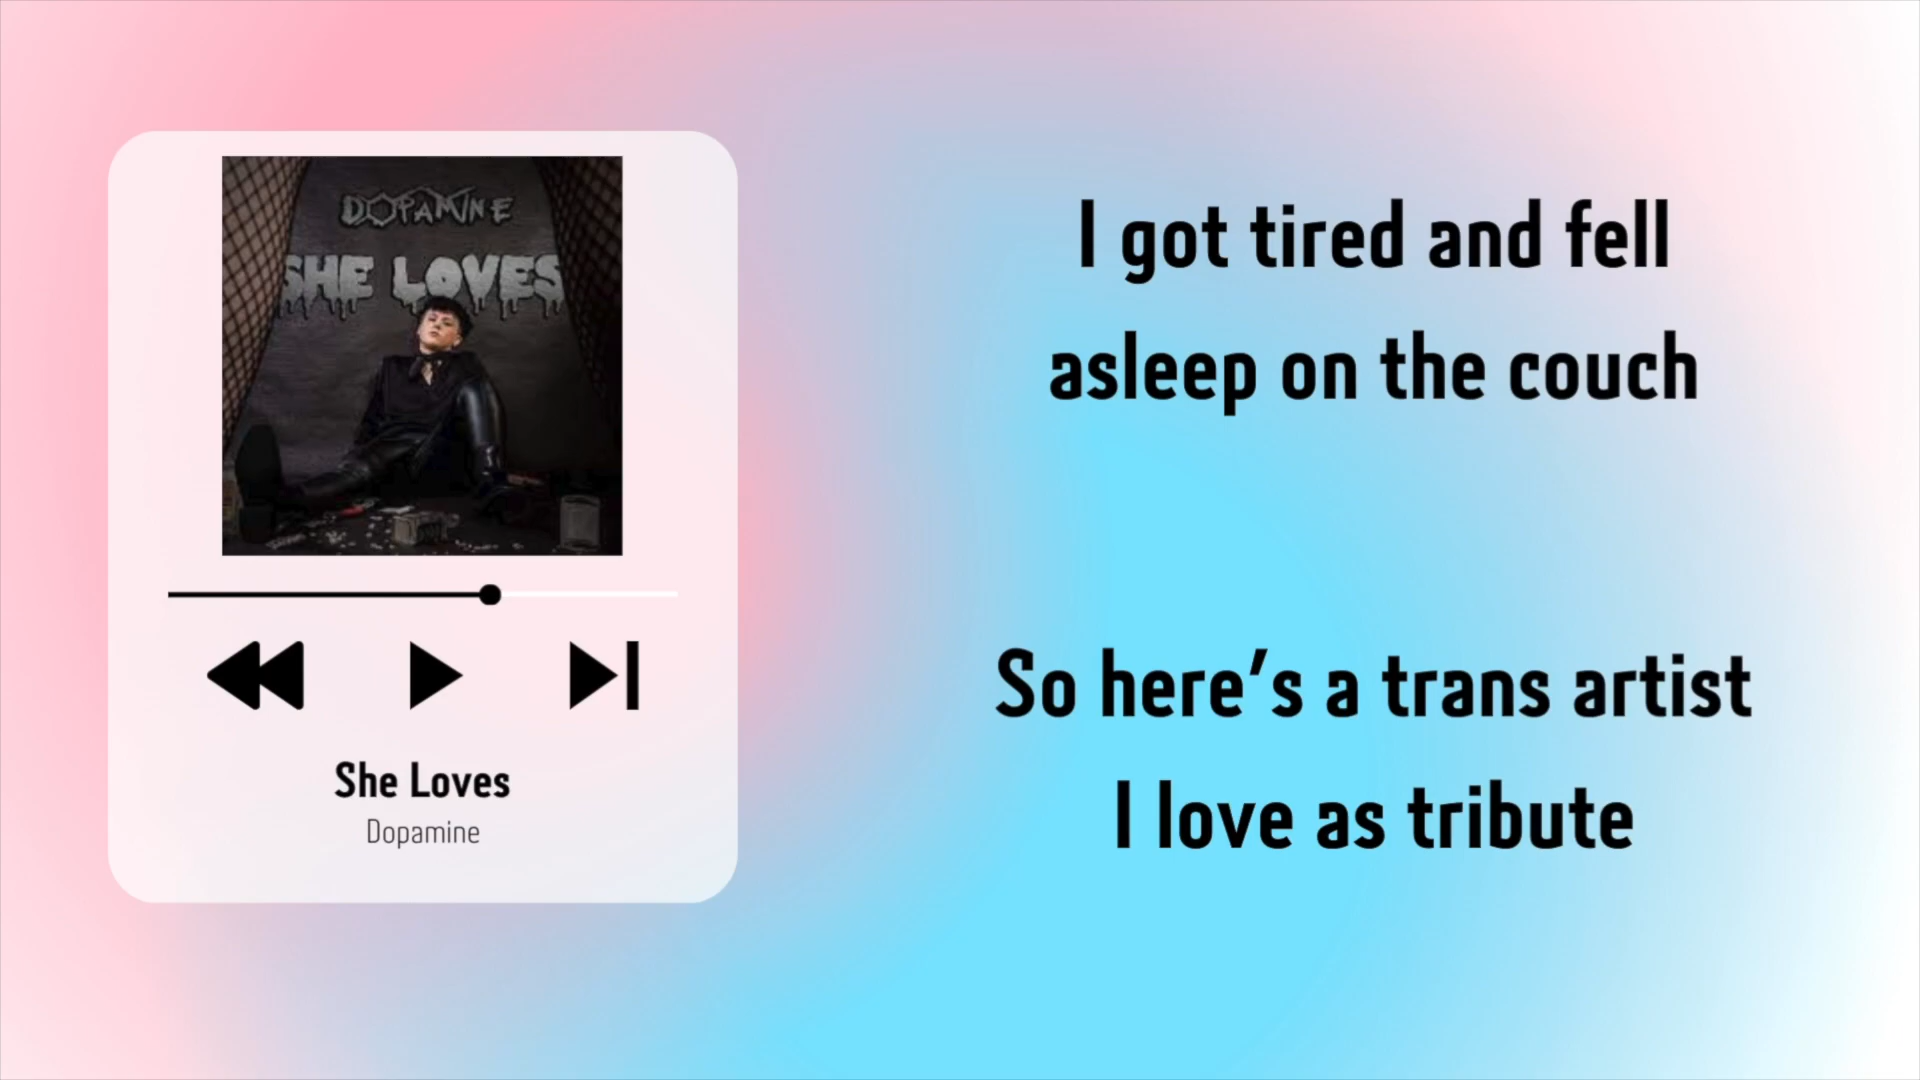 DOPAMINE
SHE LOVES
She Loves
Dopamine
I got tired and fell
asleep on the couch
So here’s a trans artist
I love as tribute